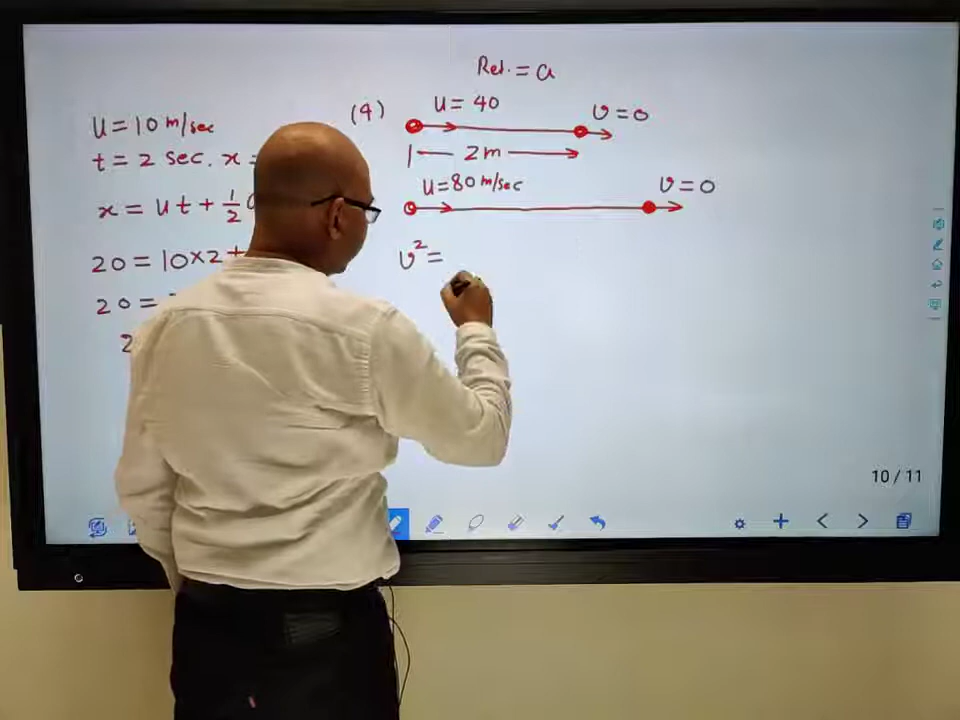 Ret. = a
u = 10 m/sec
t = 2 sec. x =
x = ut + 1/2
20 = 10×2 +
20 =
2
(4)
u = 40
v = 0
2m
u = 80 m/sec
v = 0
v² =
10 / 11